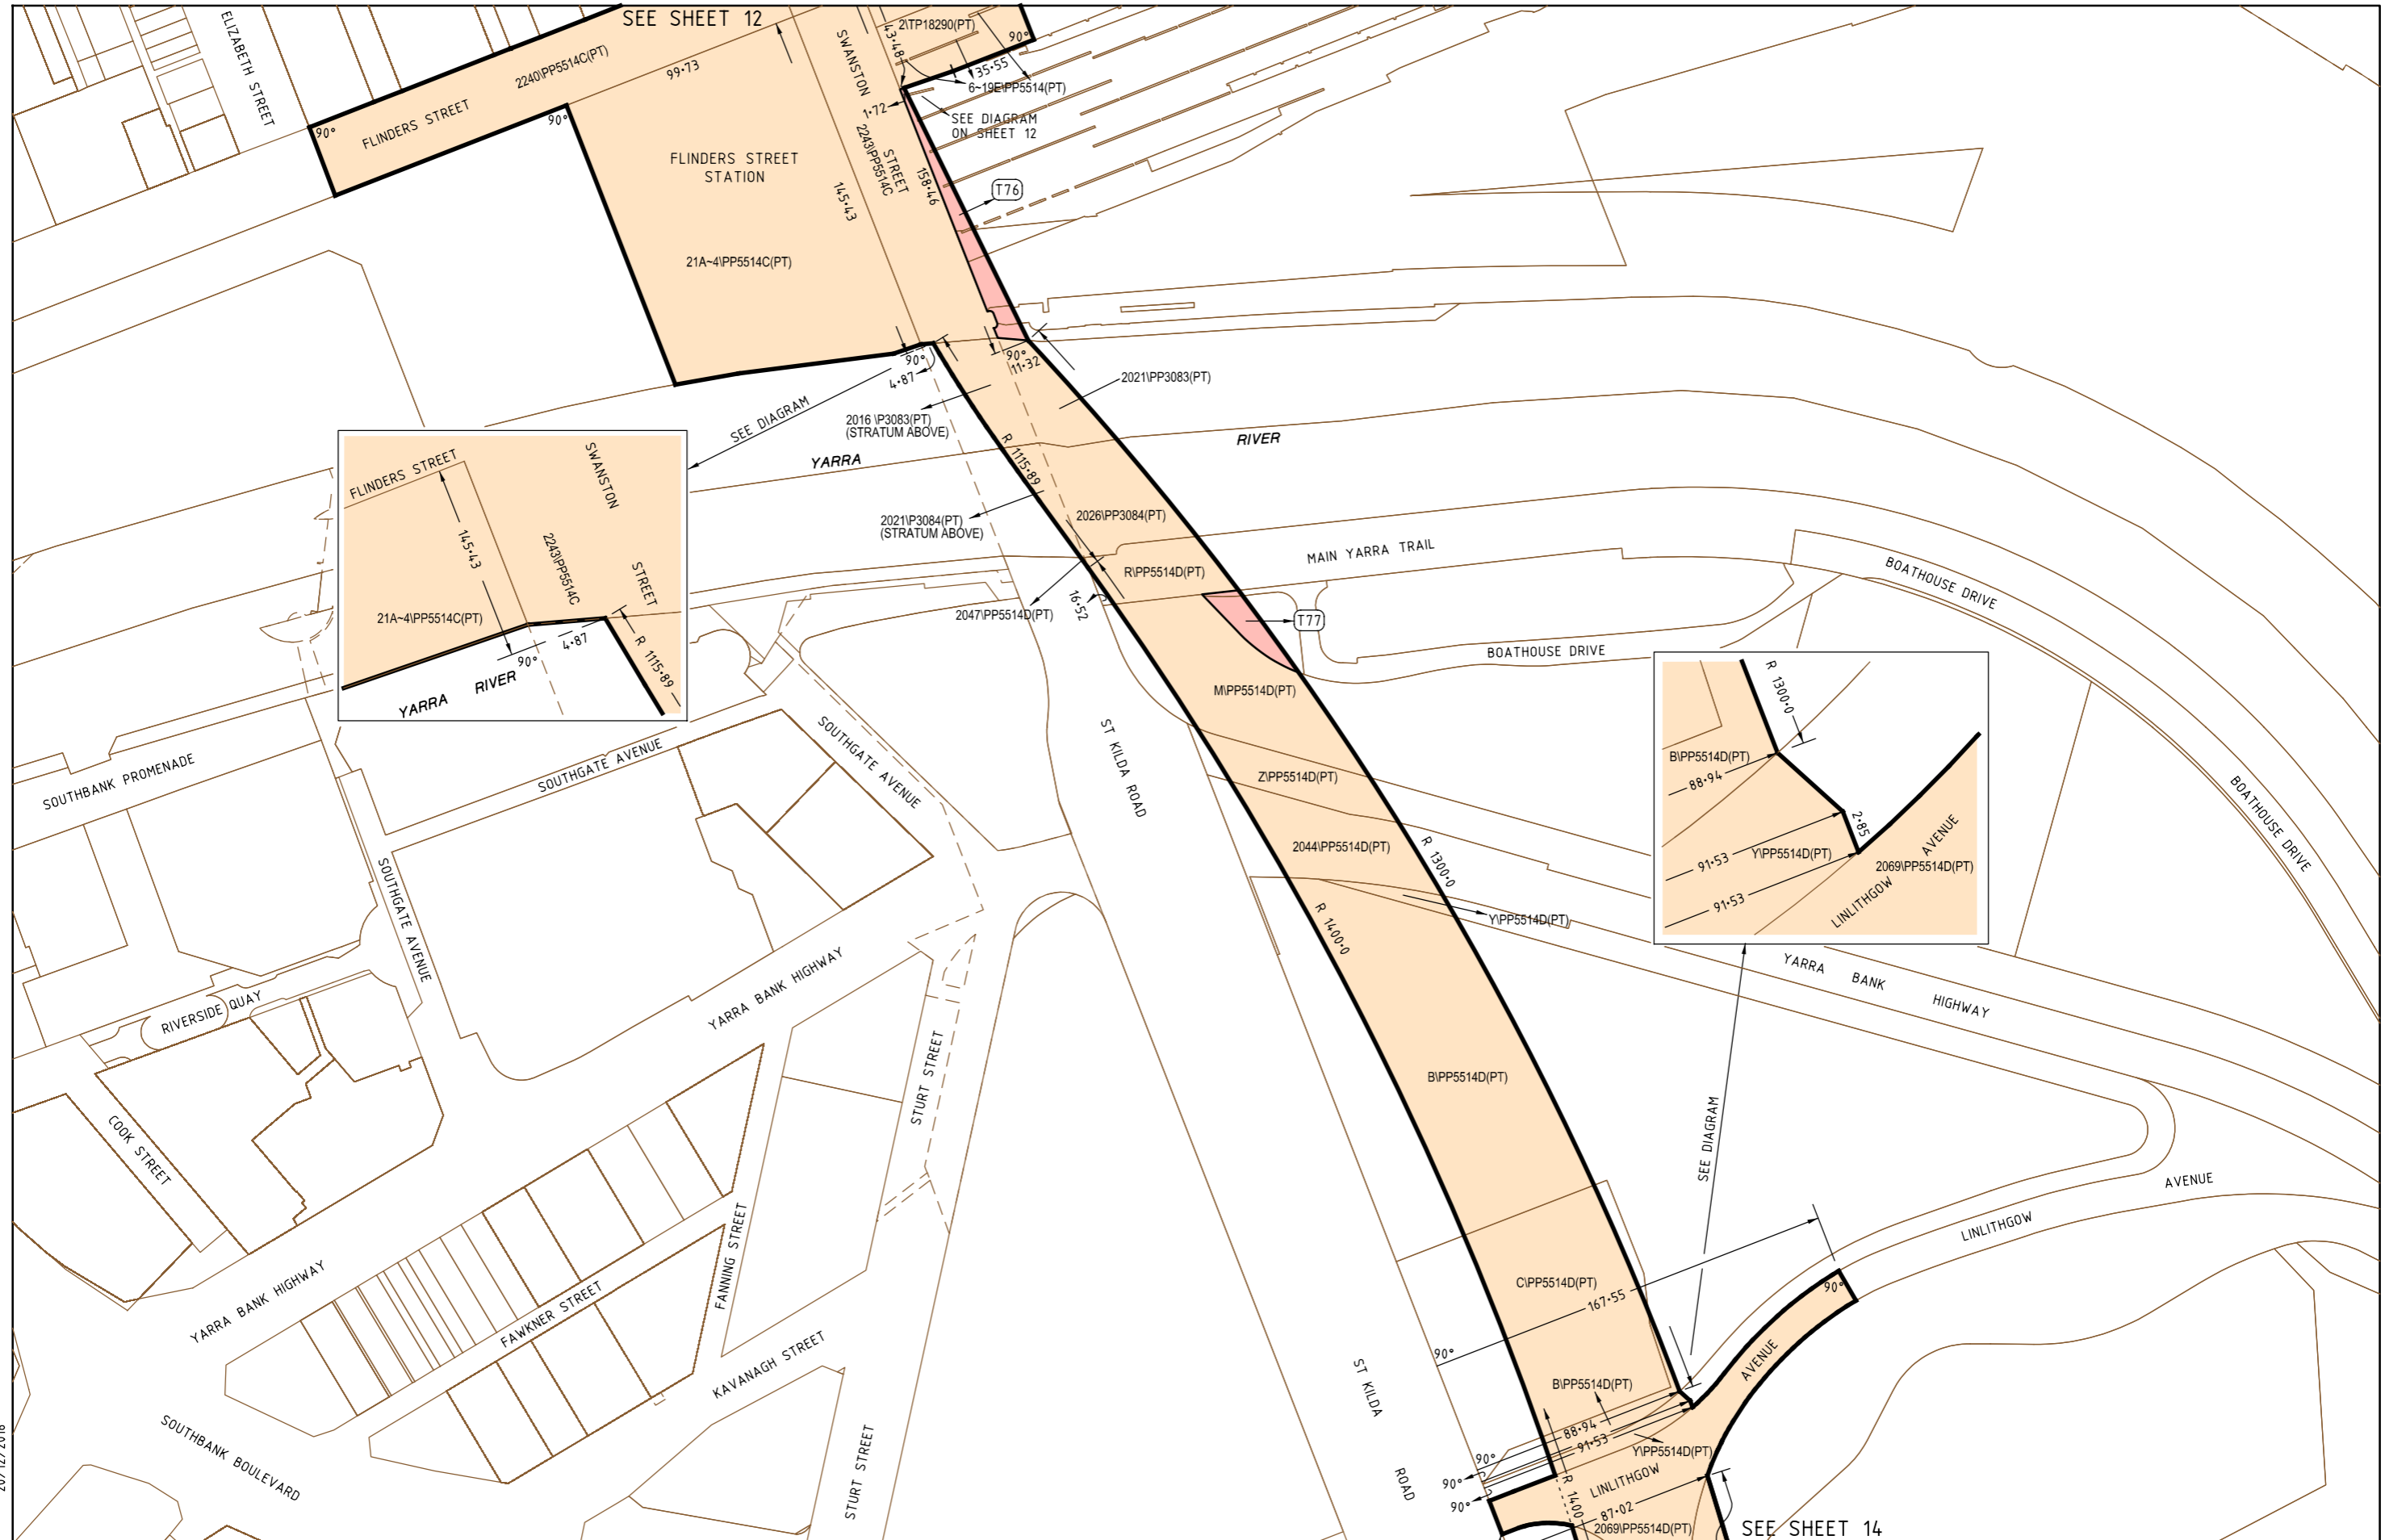 SEE SHEET 12
ELIZABETH STREET
2240\PP5514C(PT)
FLINDERS STREET
90°
90°
99·73
SWANSTON
STREET
2243\PP5514C
43·48
2\TP18290(PT)
90°
35·55
6~19E\PP5514(PT)
1·72
SEE DIAGRAM
ON SHEET 12
FLINDERS STREET
STATION
145·43
158·46
T76
21A~4\PP5514C(PT)
90°
4·87
90°
11·32
2021\PP3083(PT)
2016 \P3083(PT)
(STRATUM ABOVE)
SEE DIAGRAM
R 1115·89
YARRA
RIVER
FLINDERS STREET
SWANSTON
STREET
145·43
2243\PP5514C
21A~4\PP5514C(PT)
4·87
90°
R 1115·89
YARRA RIVER
2021\P3084(PT)
(STRATUM ABOVE)
2026\PP3084(PT)
R\PP5514D(PT)
MAIN YARRA TRAIL
BOATHOUSE DRIVE
2047\PP5514D(PT)
16·52
T77
BOATHOUSE DRIVE
M\PP5514D(PT)
R 1300·0
B\PP5514D(PT)
88·94
2·85
91·53
Y\PP5514D(PT)
91·53
2069\PP5514D(PT)
LINLITHGOW
AVENUE
BOATHOUSE DRIVE
SOUTHBANK PROMENADE
SOUTHGATE AVENUE
SOUTHGATE AVENUE
SOUTHGATE AVENUE
ST KILDA ROAD
Z\PP5514D(PT)
2044\PP5514D(PT)
R 1300·0
R 1400·0
Y\PP5514D(PT)
YARRA BANK HIGHWAY
YARRA BANK HIGHWAY
RIVERSIDE QUAY
STURT STREET
B\PP5514D(PT)
COOK STREET
SEE DIAGRAM
AVENUE
LINLITHGOW
YARRA BANK HIGHWAY
FANNING STREET
FAWKNER STREET
KAVANAGH STREET
C\PP5514D(PT)
167·55
90°
90°
AVENUE
ST KILDA
ROAD
B\PP5514D(PT)
88·94
91·53
90°
90°
90°
Y\PP5514D(PT)
LINLITHGOW
R 1400
87·02
2069\PP5514D(PT)
SOUTHBANK BOULEVARD
STURT STREET
SEE SHEET 14